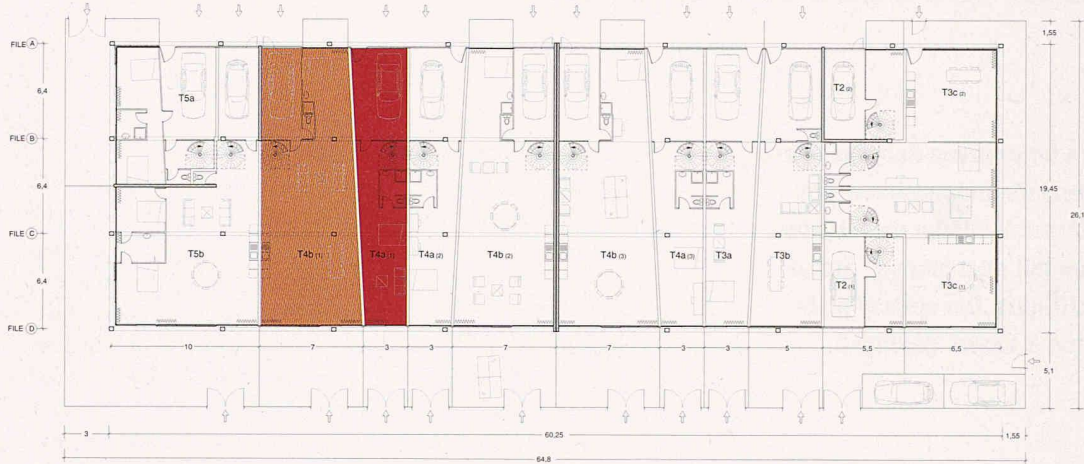 FILE A
1,55
6,4
T5a
T2 (2)
T3c (2)
FILE B
6,4
19,45
26,1
FILE C
T5b
T4b (1)
T4a (1)
T4a (2)
T4b (2)
T4b (3)
T4a (3)
T3a
T3b
T2 (1)
T3c (1)
6,4
FILE D
10
7
3
3
7
7
3
3
5
5,5
6,5
5,1
3
60,25
1,55
64,8